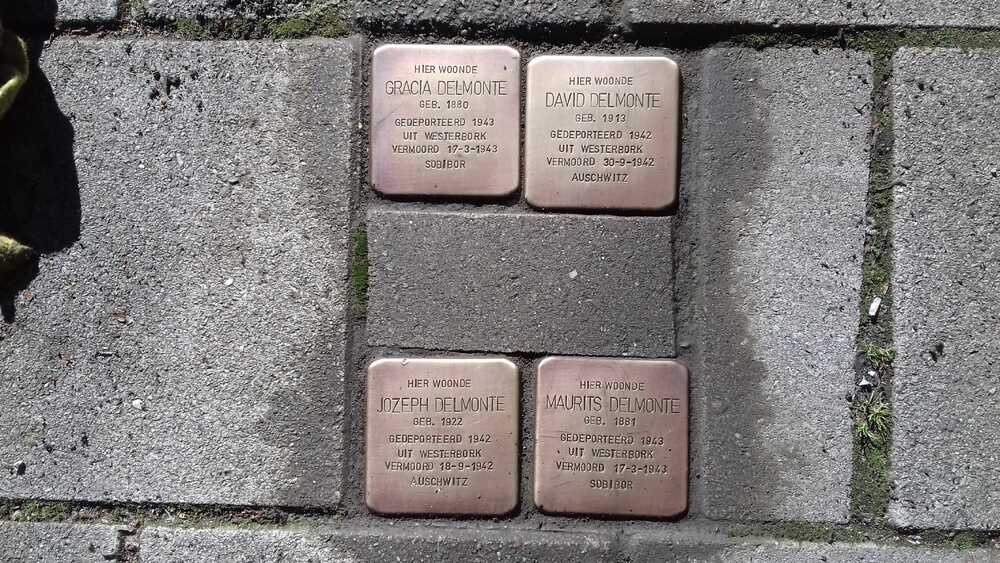 HIER WOONDE
GRACIA DELMONTE
GEB. 1880
GEDEPORTEERD 1943
UIT WESTERBORK
VERMOORD 17-3-1943
SOBIBOR
HIER WOONDE
DAVID DELMONTE
GEB. 1913
GEDEPORTEERD 1942
UIT WESTERBORK
VERMOORD 30-9-1942
AUSCHWITZ
HIER WOONDE
JOZEPH DELMONTE
GEB. 1922
GEDEPORTEERD 1942
UIT WESTERBORK
VERMOORD 18-9-1942
AUSCHWITZ
HIER WOONDE
MAURITS DELMONTE
GEB. 1881
GEDEPORTEERD 1943
UIT WESTERBORK
VERMOORD 17-3-1943
SOBIBOR